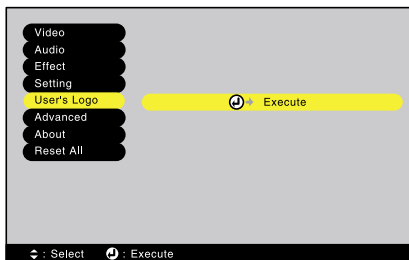 Video
Audio
Effect
Setting
User's Logo
Execute
Advanced
About
Reset All
: Select : Execute